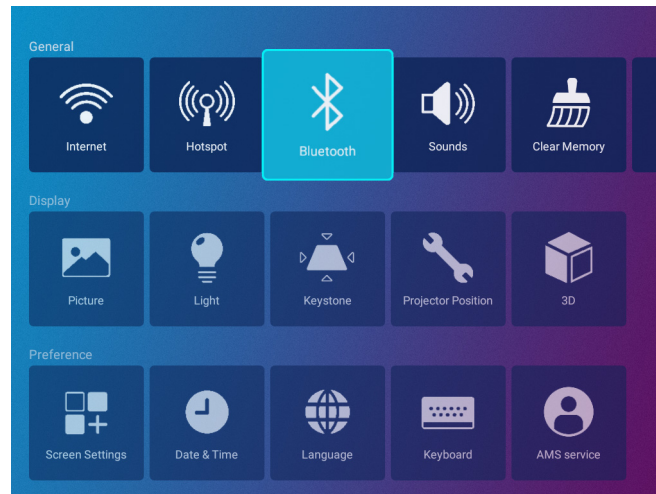 General
Internet
Hotspot
Bluetooth
Sounds
Clear Memory
Display
Picture
Light
Keystone
Projector Position
3D
Preference
Screen Settings
Date & Time
Language
Keyboard
AMS service